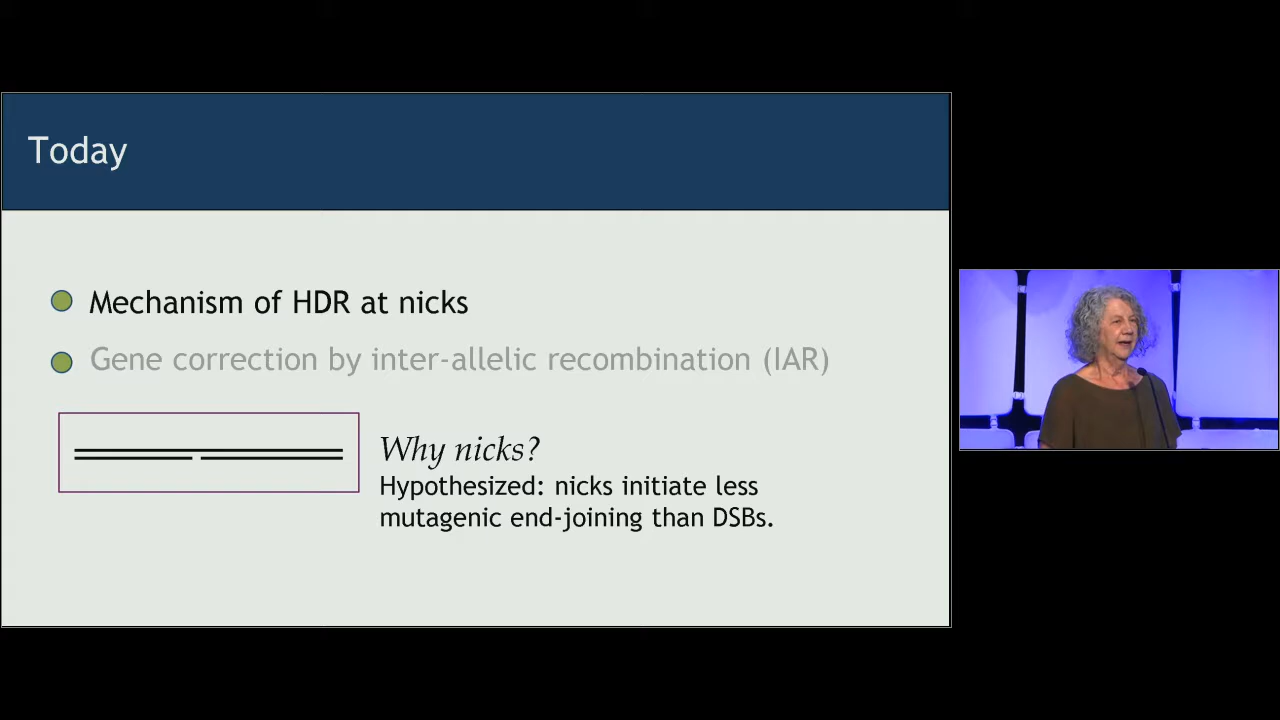 Today
Mechanism of HDR at nicks
Gene correction by inter-allelic recombination (IAR)
Why nicks?
Hypothesized: nicks initiate less
mutagenic end-joining than DSBs.